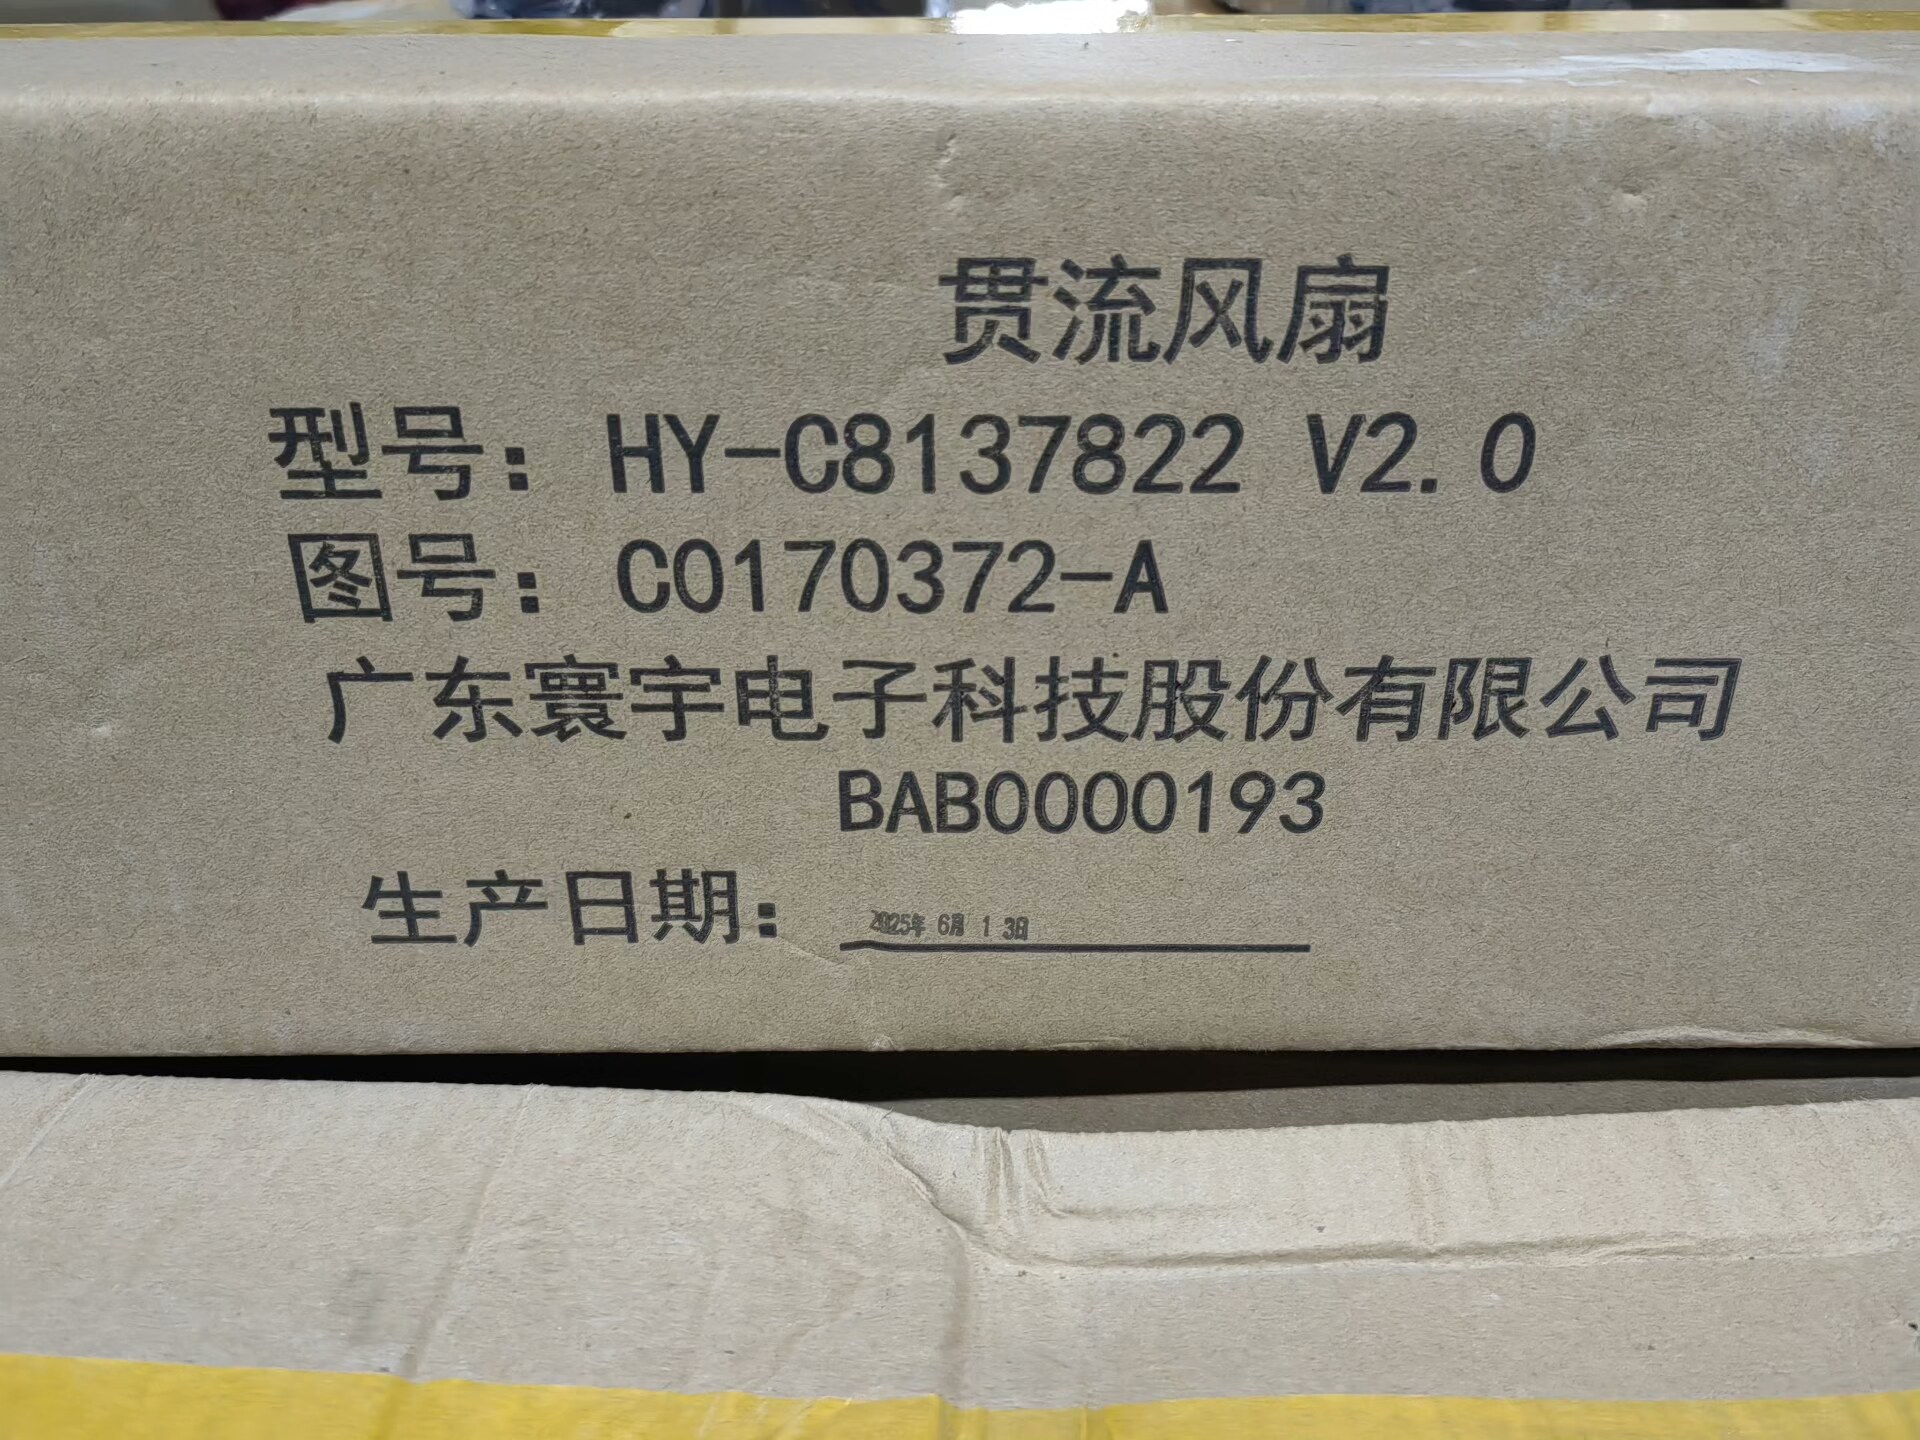 贯流风扇
型号：HY-C8137822 V2.0
图号：C0170372-A
广东寰宇电子科技股份有限公司
BAB0000193
生产日期：2025年 6月 1 3日